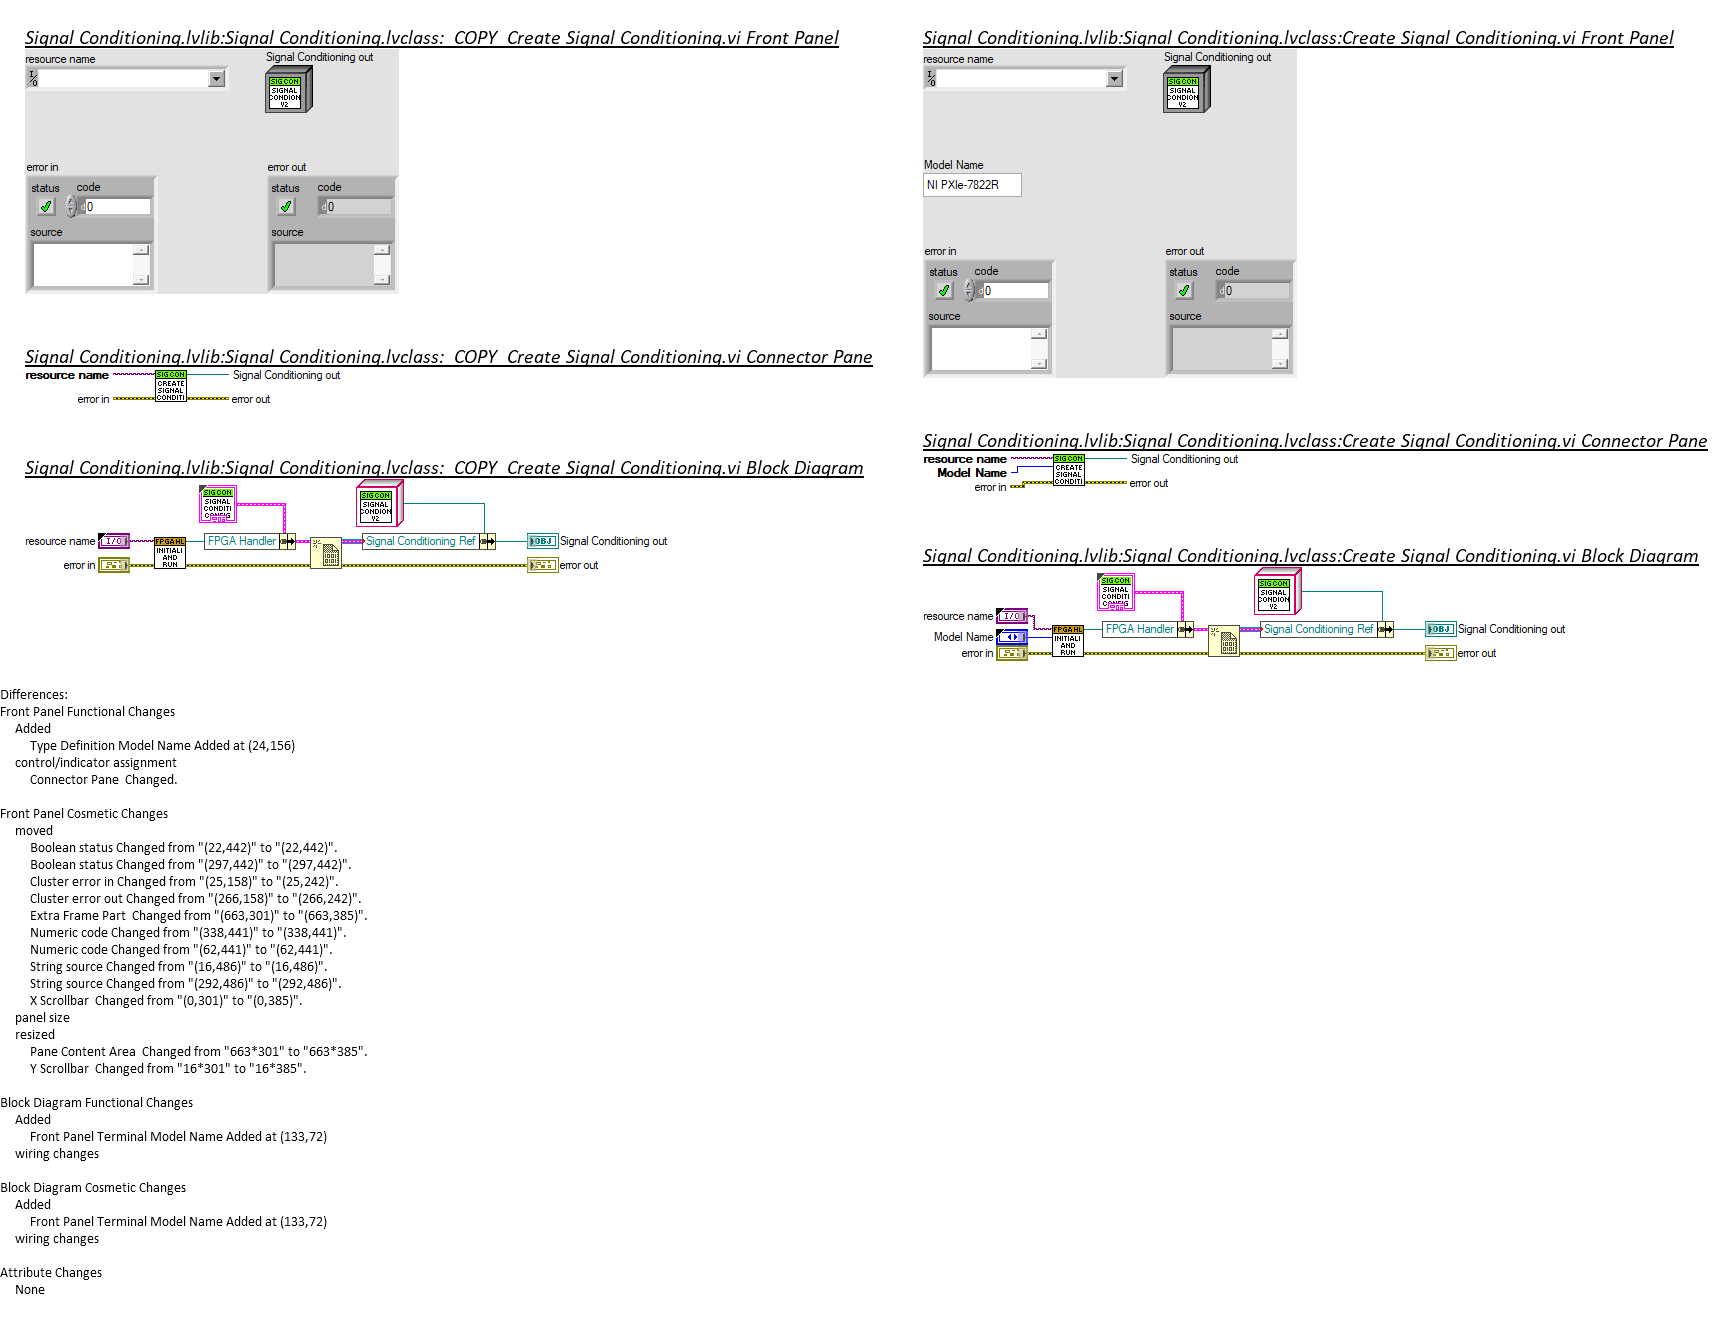 Signal Conditioning.lvlib:Signal Conditioning.lvclass:  COPY  Create Signal Conditioning.vi Front Panel
resource name
Signal Conditioning out
I/O
SIG CON
SIGNAL
CONDION
V2
error in
error out
status
code
status
code
d 0
d 0
source
source
Signal Conditioning.lvlib:Signal Conditioning.lvclass:  COPY  Create Signal Conditioning.vi Connector Pane
resource name
SIG CON
CREATE
SIGNAL
CONDITI
Signal Conditioning out
error in
error out
Signal Conditioning.lvlib:Signal Conditioning.lvclass:  COPY  Create Signal Conditioning.vi Block Diagram
SIG CON
SIGNAL
CONDITI
CONFIG
SIG CON
SIGNAL
CONDION
V2
resource name
I/O
FPGAHL
INITIALI
AND
RUN
FPGA Handler
Signal Conditioning Ref
OBJ
Signal Conditioning out
error in
error out
Signal Conditioning.lvlib:Signal Conditioning.lvclass:Create Signal Conditioning.vi Front Panel
resource name
Signal Conditioning out
I/O
SIG CON
SIGNAL
CONDION
V2
Model Name
NI PXIe-7822R
error in
error out
status
code
status
code
d 0
d 0
source
source
Signal Conditioning.lvlib:Signal Conditioning.lvclass:Create Signal Conditioning.vi Connector Pane
resource name
Model Name
error in
SIG CON
CREATE
SIGNAL
CONDITI
Signal Conditioning out
error out
Signal Conditioning.lvlib:Signal Conditioning.lvclass:Create Signal Conditioning.vi Block Diagram
SIG CON
SIGNAL
CONDITI
CONFIG
SIG CON
SIGNAL
CONDION
V2
resource name
I/O
Model Name
error in
FPGAHL
INITIALI
AND
RUN
FPGA Handler
Signal Conditioning Ref
OBJ
Signal Conditioning out
error out
Differences:
Front Panel Functional Changes
Added
Type Definition Model Name Added at (24,156)
control/indicator assignment
Connector Pane  Changed.
Front Panel Cosmetic Changes
moved
Boolean status Changed from "(22,442)" to "(22,442)".
Boolean status Changed from "(297,442)" to "(297,442)".
Cluster error in Changed from "(25,158)" to "(25,242)".
Cluster error out Changed from "(266,158)" to "(266,242)".
Extra Frame Part  Changed from "(663,301)" to "(663,385)".
Numeric code Changed from "(338,441)" to "(338,441)".
Numeric code Changed from "(62,441)" to "(62,441)".
String source Changed from "(16,486)" to "(16,486)".
String source Changed from "(292,486)" to "(292,486)".
X Scrollbar  Changed from "(0,301)" to "(0,385)".
panel size
resized
Pane Content Area  Changed from "663*301" to "663*385".
Y Scrollbar  Changed from "16*301" to "16*385".
Block Diagram Functional Changes
Added
Front Panel Terminal Model Name Added at (133,72)
wiring changes
Block Diagram Cosmetic Changes
Added
Front Panel Terminal Model Name Added at (133,72)
wiring changes
Attribute Changes
None